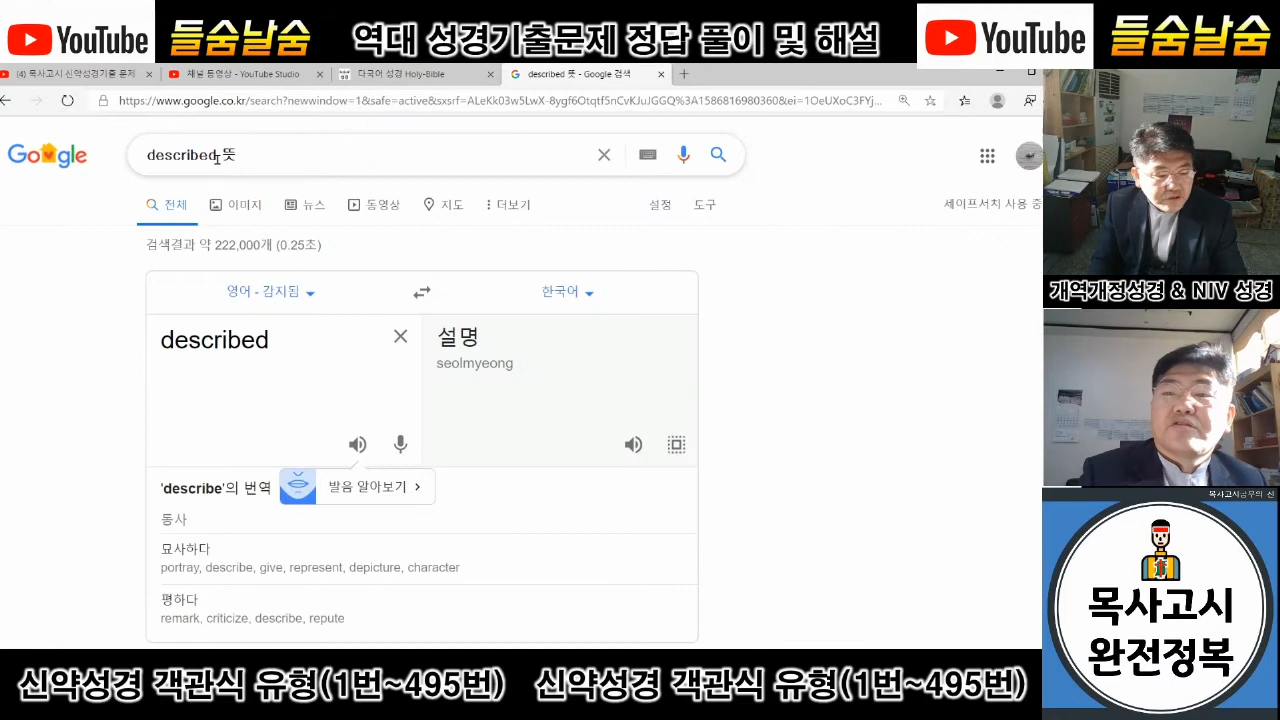 YouTube 들숨날숨 역대 성경기출문제 정답 풀이 및 해설 YouTube 들숨날숨
(4) 목사고시 신약성경기출 문제 × 채널 동영상 - YouTube Studio × 다국어 성경 Holy-Bible × described 뜻 - Google 검색 × +
https://www.google.co.kr/search?newwindow=1&safe=active&sxsrf=ALeKk03w5LwX-8ygf6Otqtf5nCvKJuJGGQ%3A1586816980360&ei=1OeUXoC3FYj...
Google described 뜻
전체 이미지 뉴스 동영상 지도 더보기 설정 도구 세이프서치 사용 중
검색결과 약 222,000개 (0.25초)
영어 - 감지됨 한국어
described 설명
seolmyeong
'describe'의 번역 발음 알아보기
동사
묘사하다
portray, describe, give, represent, depicture, character
평하다
remark, criticize, describe, repute
개역개정성경 & NIV 성경
목사고시공부의 신
목사고시
완전정복
신약성경 객관식 유형(1번~495번) 신약성경 객관식 유형(1번~495번)